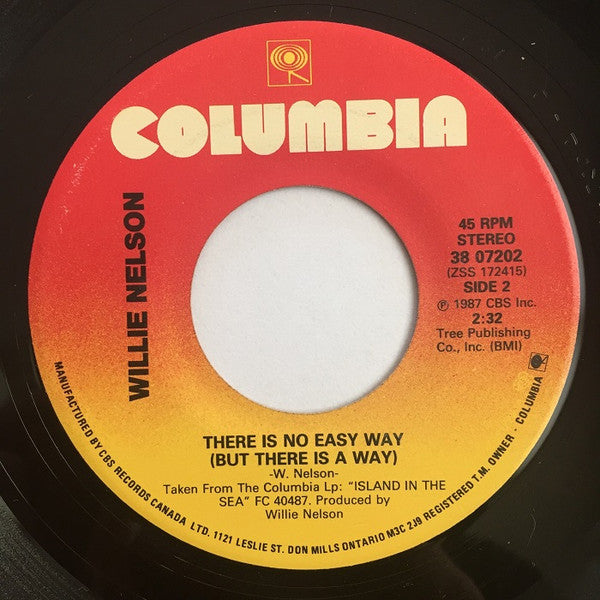 COLUMBIA
WILLIE NELSON
45 RPM
STEREO
38 07202
(ZSS 172415)
SIDE 2
℗ 1987 CBS Inc.
2:32
Tree Publishing
Co., Inc. (BMI)
THERE IS NO EASY WAY
(BUT THERE IS A WAY)
-W. Nelson-
Taken From The Columbia Lp: "ISLAND IN THE
SEA" FC 40487. Produced by
Willie Nelson
MANUFACTURED BY CBS RECORDS CANADA LTD. 1121 LESLIE ST. DON MILLS ONTARIO M3C 2J9 REGISTERED T.M. OWNER - COLUMBIA